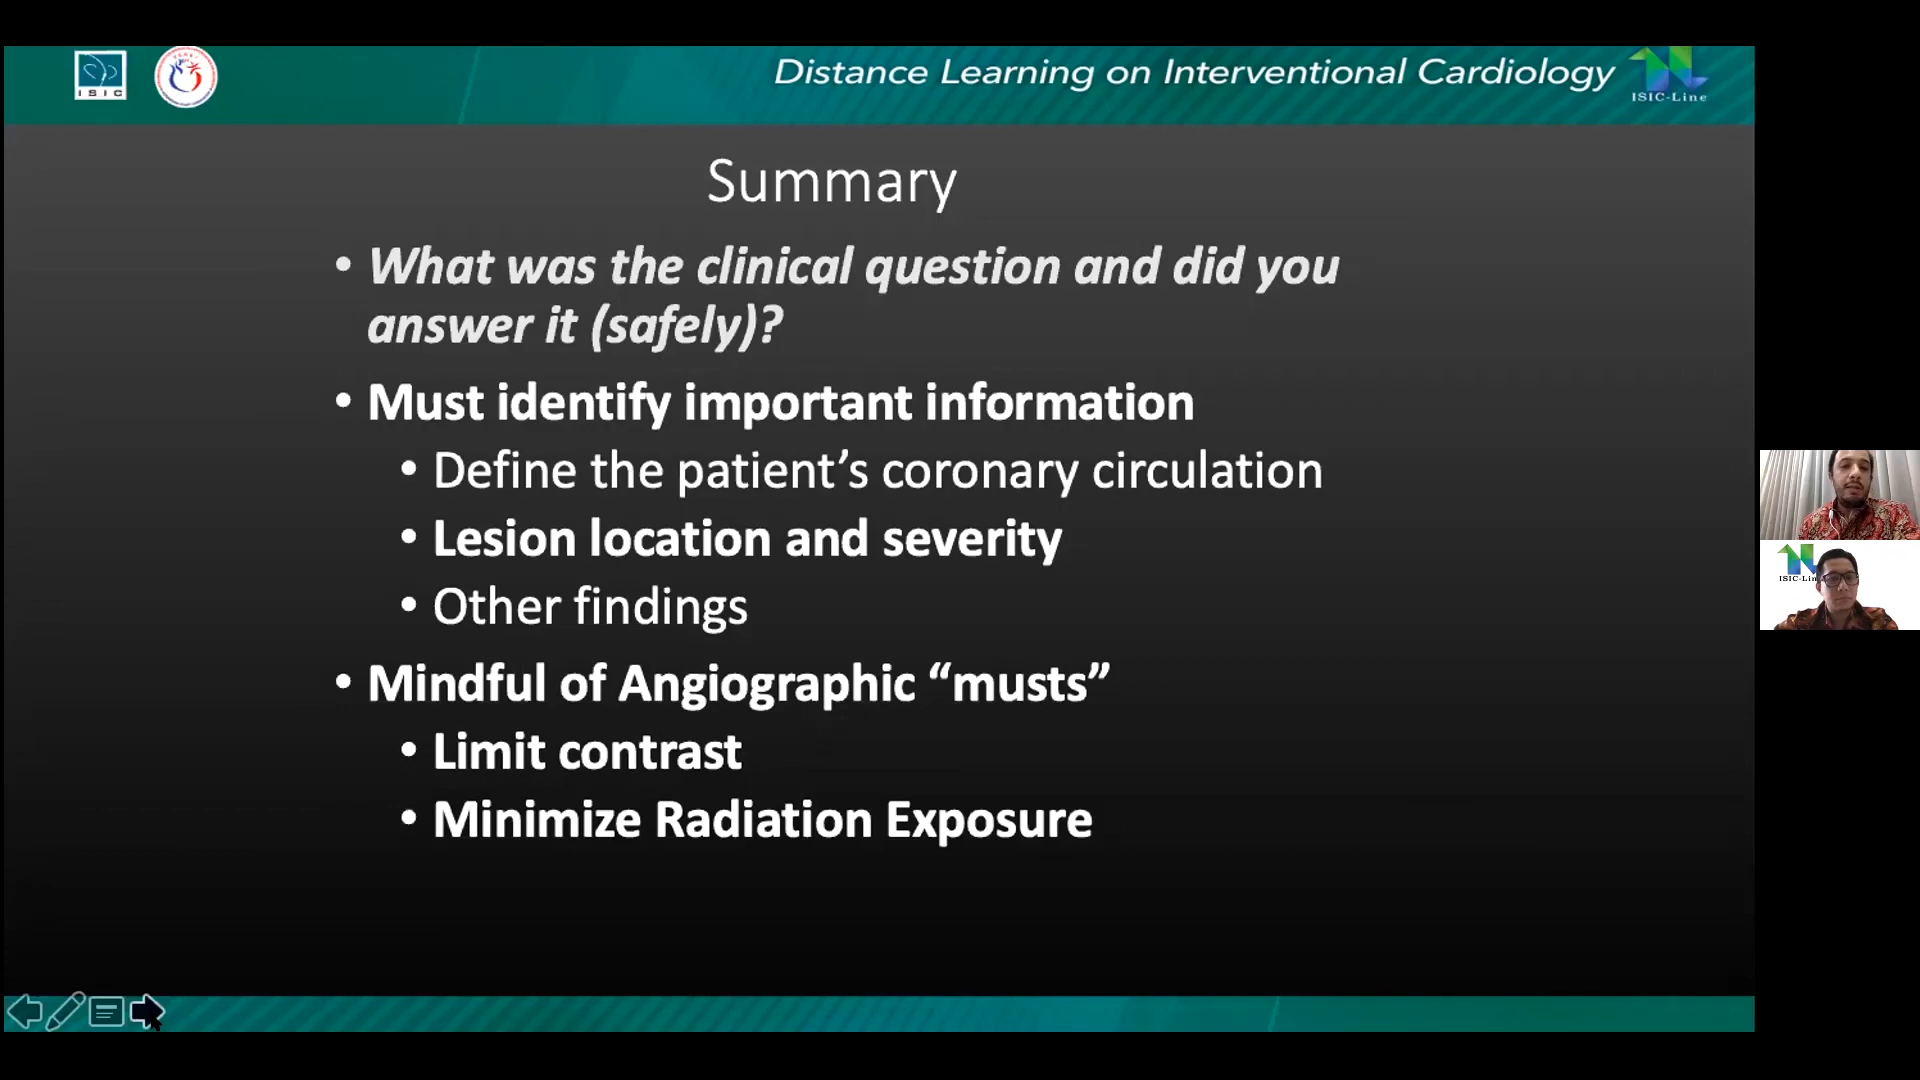 ISIC
Distance Learning on Interventional Cardiology
ISIC-Line
Summary
• What was the clinical question and did you
answer it (safely)?
• Must identify important information
• Define the patient’s coronary circulation
• Lesion location and severity
• Other findings
• Mindful of Angiographic “musts”
• Limit contrast
• Minimize Radiation Exposure
ISIC-Lin